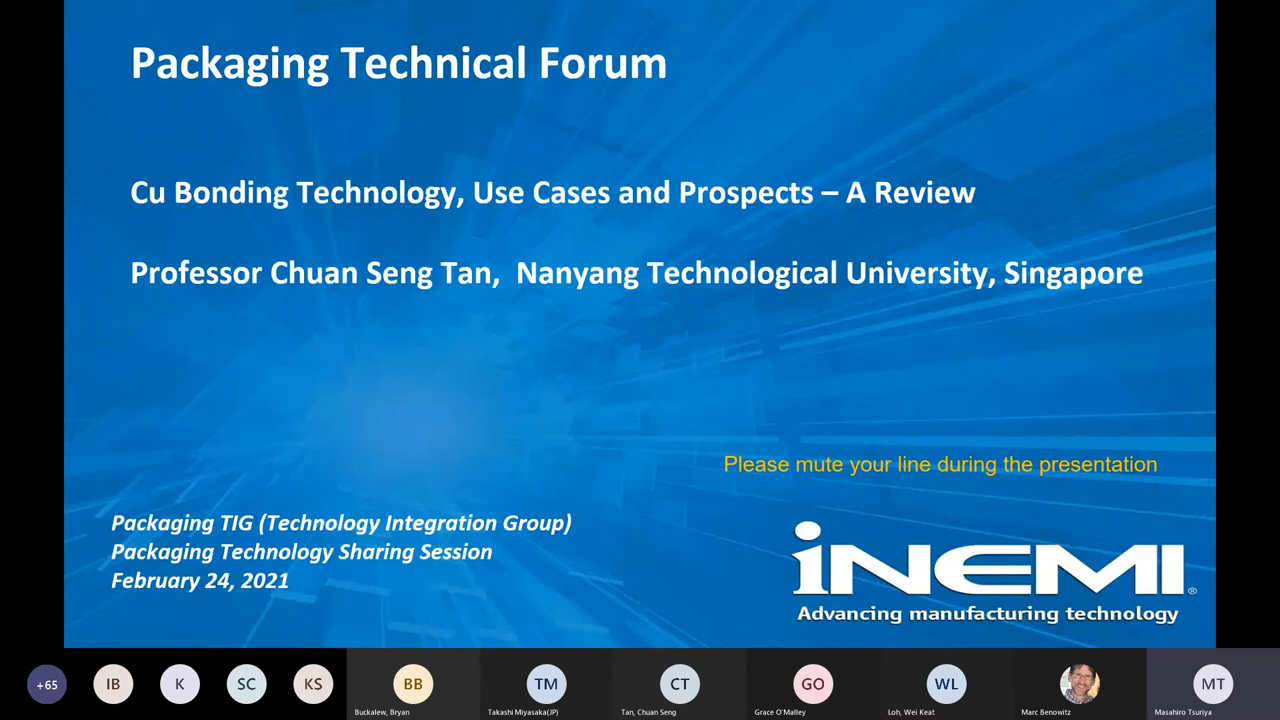 Packaging Technical Forum
Cu Bonding Technology, Use Cases and Prospects – A Review
Professor Chuan Seng Tan,  Nanyang Technological University, Singapore
Please mute your line during the presentation
Packaging TIG (Technology Integration Group)
Packaging Technology Sharing Session
February 24, 2021
iNEMI®
Advancing manufacturing technology
+65
IB
K
SC
KS
BB
TM
CT
GO
WL
MT
Buckalew, Bryan
Takashi Miyasaka(JP)
Tan, Chuan Seng
Grace O'Malley
Loh, Wei Keat
Marc Benowitz
Masahiro Tsuriya